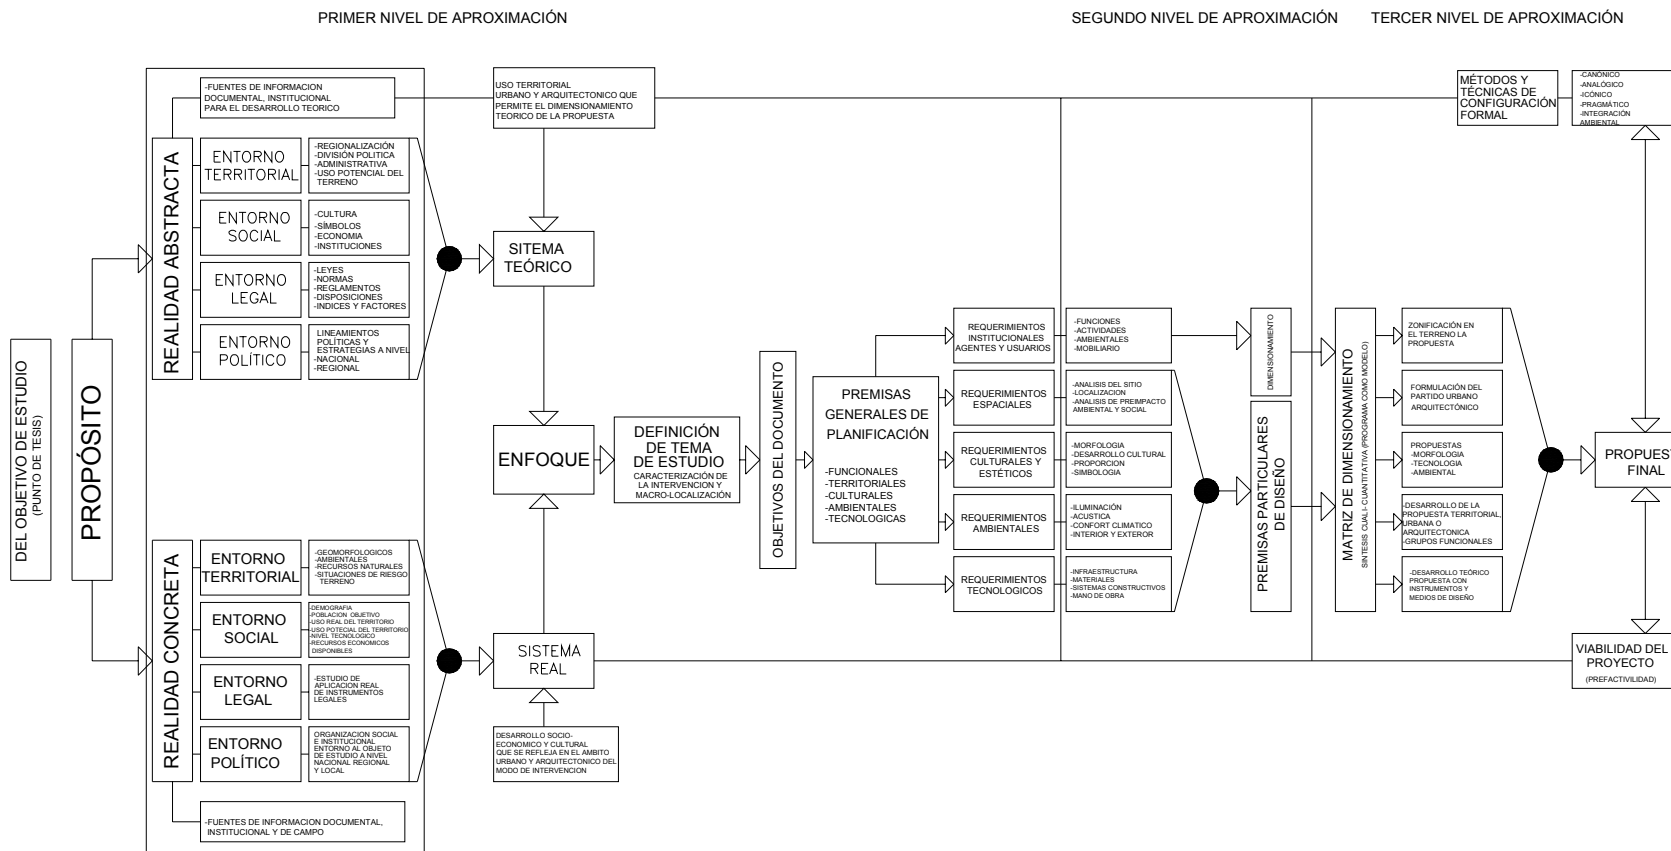 PRIMER NIVEL DE APROXIMACIÓN
SEGUNDO NIVEL DE APROXIMACIÓN
TERCER NIVEL DE APROXIMACIÓN
DEL OBJETIVO DE ESTUDIO
(PUNTO DE TESIS)
PROPÓSITO
REALIDAD ABSTRACTA
-FUENTES DE INFORMACION
DOCUMENTAL, INSTITUCIONAL
PARA EL DESARROLLO TEORICO
ENTORNO
TERRITORIAL
-REGIONALIZACIÓN
-DIVISIÓN POLITICA
-ADMINISTRATIVA
-USO POTENCIAL DEL
TERRENO
ENTORNO
SOCIAL
-CULTURA
-SÍMBOLOS
-ECONOMIA
-INSTITUCIONES
ENTORNO
LEGAL
-LEYES
-NORMAS
-REGLAMENTOS
-DISPOSICIONES
-INDICES Y FACTORES
ENTORNO
POLÍTICO
LINEAMIENTOS
POLÍTICAS Y
ESTRATEGIAS A NIVEL
-NACIONAL
-REGIONAL
REALIDAD CONCRETA
ENTORNO
TERRITORIAL
-GEOMORFOLOGICOS
-AMBIENTALES
-RECURSOS NATURALES
-SITUACIONES DE RIESGO
TERRENO
ENTORNO
SOCIAL
-DEMOGRAFIA
-POBLACION OBJETIVO
-USO REAL DEL TERRITORIO
-USO POTECIAL DEL TERRITORIO
-NIVEL TECNOLOGICO
-RECURSOS ECONOMICOS
DISPONIBLES
ENTORNO
LEGAL
-ESTUDIO DE
APLICACION REAL
DE INSTRUMENTOS
LEGALES
ENTORNO
POLÍTICO
ORGANIZACION SOCIAL
E INSTITUCIONAL
ENTORNO AL OBJETO
DE ESTUDIO A NIVEL
NACIONAL REGIONAL
Y LOCAL
-FUENTES DE INFORMACION DOCUMENTAL,
INSTITUCIONAL Y DE CAMPO
USO TERRITORIAL
URBANO Y ARQUITECTONICO QUE
PERMITE EL DIMENSIONAMIENTO
TEORICO DE LA PROPUESTA
SITEMA
TEÓRICO
ENFOQUE
SISTEMA
REAL
DESARROLLO SOCIO-
ECONOMICO Y CULTURAL
QUE SE REFLEJA EN EL AMBITO
URBANO Y ARQUITECTONICO DEL
MODO DE INTERVENCION
DEFINICIÓN
DE TEMA
DE ESTUDIO
CARACTERIZACIÓN DE
LA INTERVENCION Y
MACRO-LOCALIZACIÓN
OBJETIVOS DEL DOCUMENTO
PREMISAS
GENERALES DE
PLANIFICACIÓN
-FUNCIONALES
-TERRITORIALES
-CULTURALES
-AMBIENTALES
-TECNOLOGICAS
REQUERIMIENTOS
INSTITUCIONALES
AGENTES Y USUARIOS
-FUNCIONES
-ACTIVIDADES
-AMBIENTALES
-MOBILIARIO
REQUERIMIENTOS
ESPACIALES
-ANALISIS DEL SITIO
-LOCALIZACION
-ANALISIS DE PREIMPACTO
AMBIENTAL Y SOCIAL
REQUERIMIENTOS
CULTURALES Y
ESTÉTICOS
-MORFOLOGIA
-DESARROLLO CULTURAL
-PROPORCION
-SIMBOLOGIA
REQUERIMIENTOS
AMBIENTALES
-ILUMINACIÓN
-ACUSTICA
-CONFORT CLIMATICO
-INTERIOR Y EXTERIOR
REQUERIMIENTOS
TECNOLOGICOS
-INFRAESTRUCTURA
-MATERIALES
-SISTEMAS CONSTRUCTIVOS
-MANO DE OBRA
DIMENSIONAMIENTO
PREMISAS PARTICULARES
DE DISEÑO
MATRIZ DE DIMENSIONAMIENTO
SINTESIS CUALI- CUANTITATIVA (PROGRAMA COMO MODELO)
ZONIFICACIÓN EN
EL TERRENO LA
PROPUESTA
FORMULACIÓN DEL
PARTIDO URBANO
ARQUITECTÓNICO
PROPUESTAS
-MORFOLOGIA
-TECNOLOGIA
-AMBIENTAL
-DESARROLLO DE LA
PROPUESTA TERRITORIAL,
URBANA O
ARQUITECTONICA
-GRUPOS FUNCIONALES
-DESARROLLO TEÓRICO
PROPUESTA CON
INSTRUMENTOS Y
MEDIOS DE DISEÑO
MÉTODOS Y
TÉCNICAS DE
CONFIGURACIÓN
FORMAL
-CANÓNICO
-ANALÓGICO
-ICÓNICO
-PRAGMÁTICO
-INTEGRACIÓN
AMBIENTAL
PROPUEST
FINAL
VIABILIDAD DEL
PROYECTO
(PREFACTIVILIDAD)